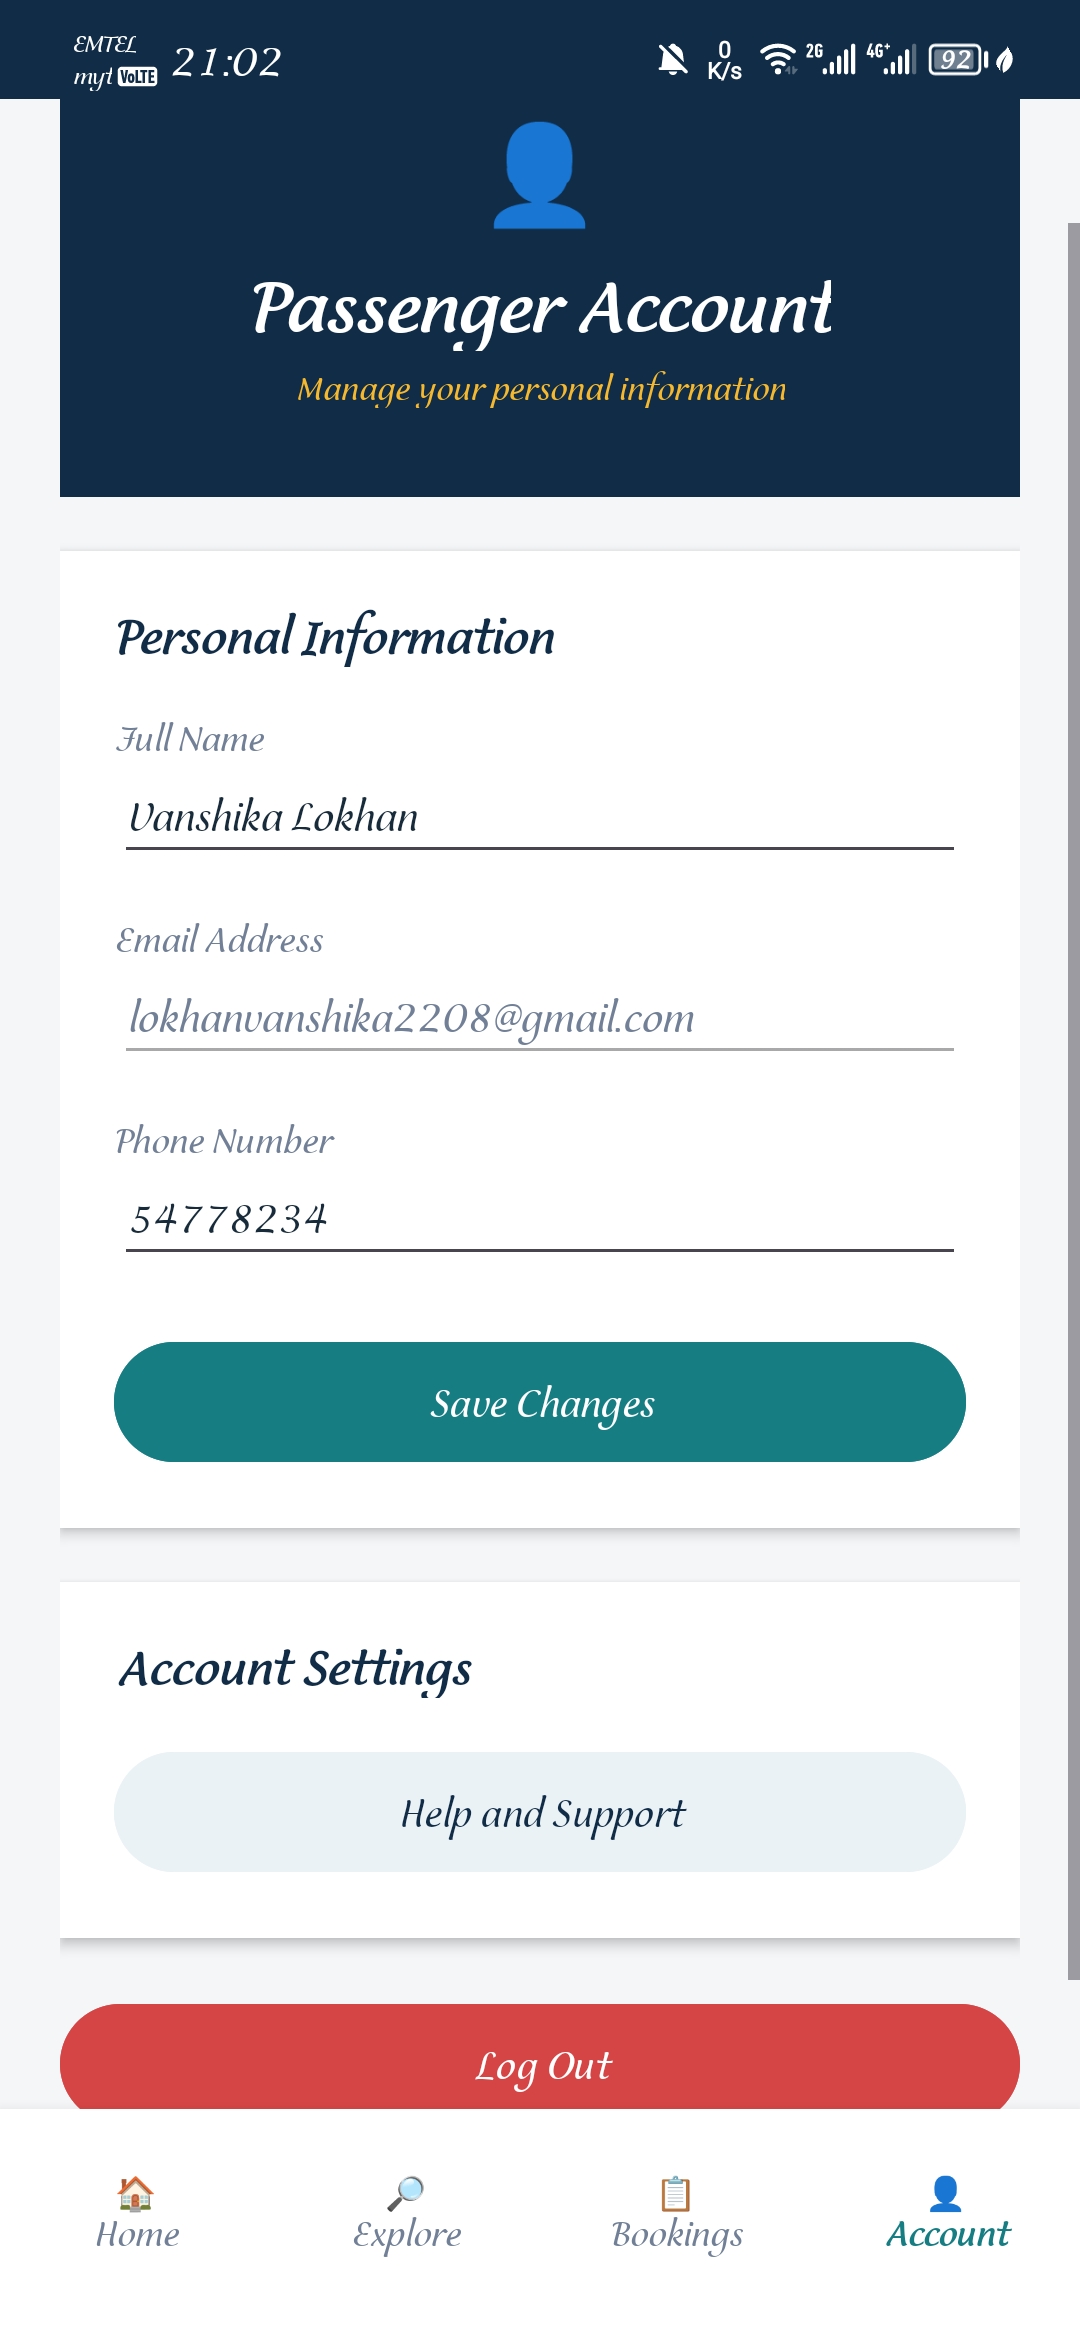 EMTEL
myt VoLTE 21:02
0 K/s 2G 4G+ 92
Passenger Account
Manage your personal information
Personal Information
Full Name
Vanshika Lokhan
Email Address
lokhanvanshika2208@gmail.com
Phone Number
54778234
Save Changes
Account Settings
Help and Support
Log Out
Home Explore Bookings Account